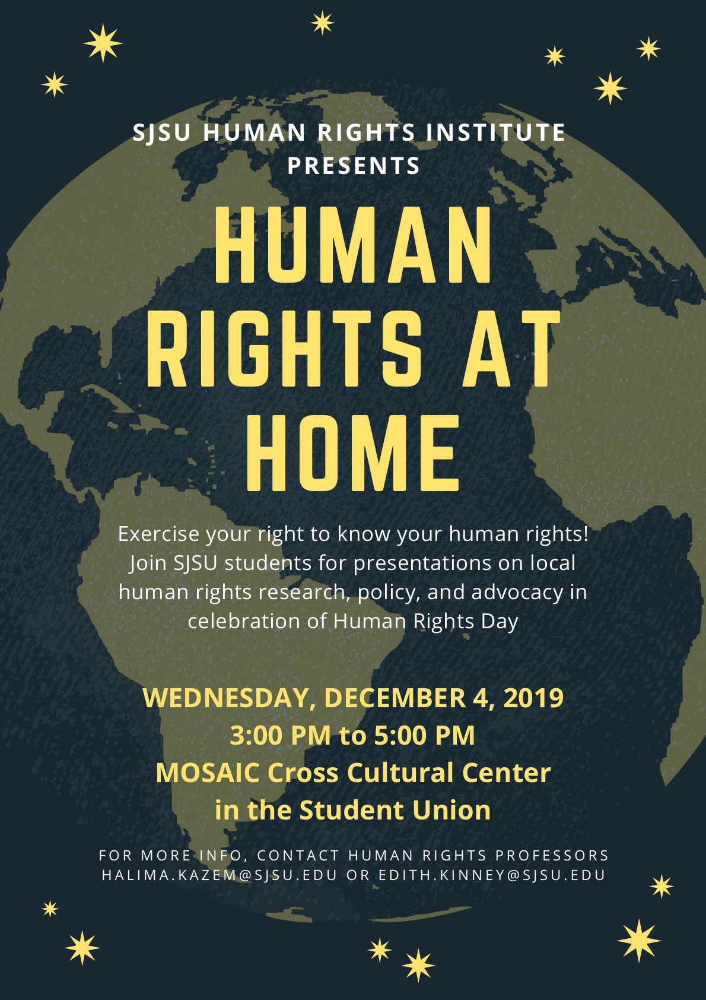 SJSU HUMAN RIGHTS INSTITUTE
PRESENTS
HUMAN
RIGHTS AT
HOME
Exercise your right to know your human rights!
Join SJSU students for presentations on local
human rights research, policy, and advocacy in
celebration of Human Rights Day
WEDNESDAY, DECEMBER 4, 2019
3:00 PM to 5:00 PM
MOSAIC Cross Cultural Center
in the Student Union
FOR MORE INFO, CONTACT HUMAN RIGHTS PROFESSORS
HALIMA.KAZEM@SJSU.EDU OR EDITH.KINNEY@SJSU.EDU